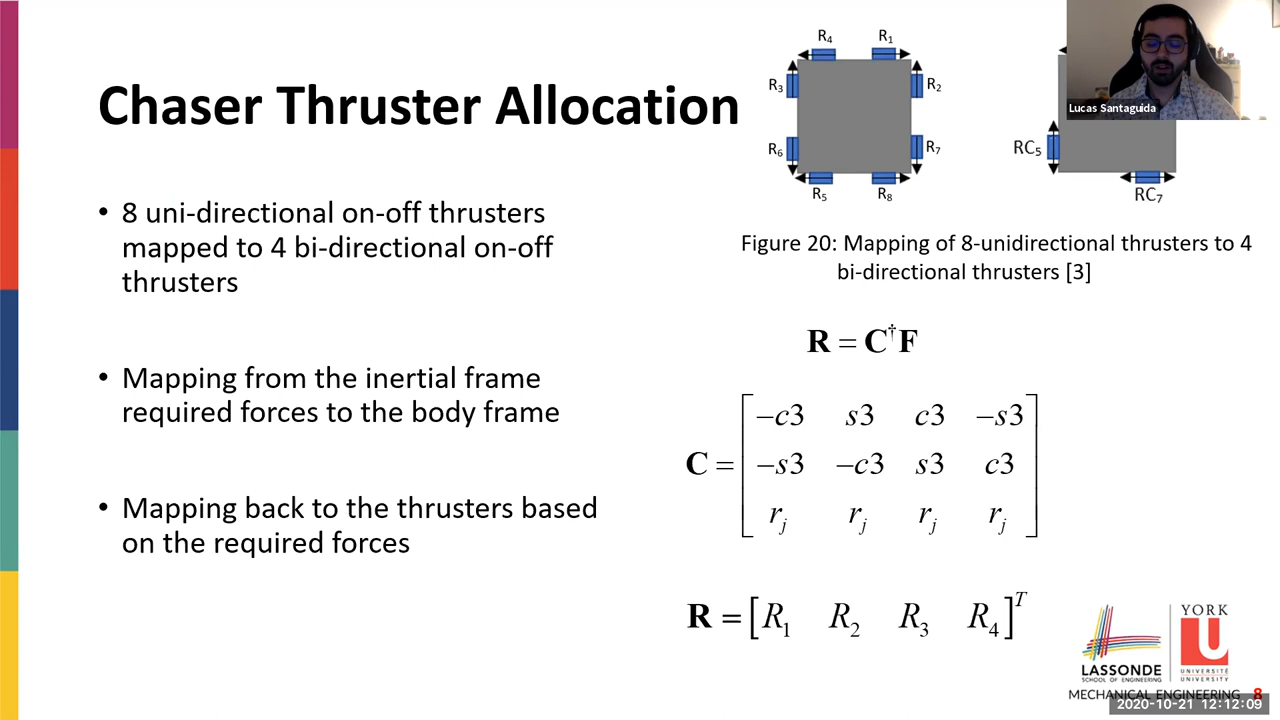 Chaser Thruster Allocation
• 8 uni-directional on-off thrusters
mapped to 4 bi-directional on-off
thrusters
• Mapping from the inertial frame
required forces to the body frame
• Mapping back to the thrusters based
on the required forces
R₄ R₁
R₃ R₂
R₆ R₇
R₅ R₈
Lucas Santaguida
RC₅
RC₇
Figure 20: Mapping of 8-unidirectional thrusters to 4
bi-directional thrusters [3]
R = C†F
C = [ −c3 s3 c3 −s3
−s3 −c3 s3 c3
rⱼ rⱼ rⱼ rⱼ ]
R = [R₁ R₂ R₃ R₄]ᵀ
LASSONDE
SCHOOL OF ENGINEERING
YORK
U
UNIVERSITÉ
UNIVERSITY
MECHANICAL ENGINEERING 8
2020-10-21 12:12:09